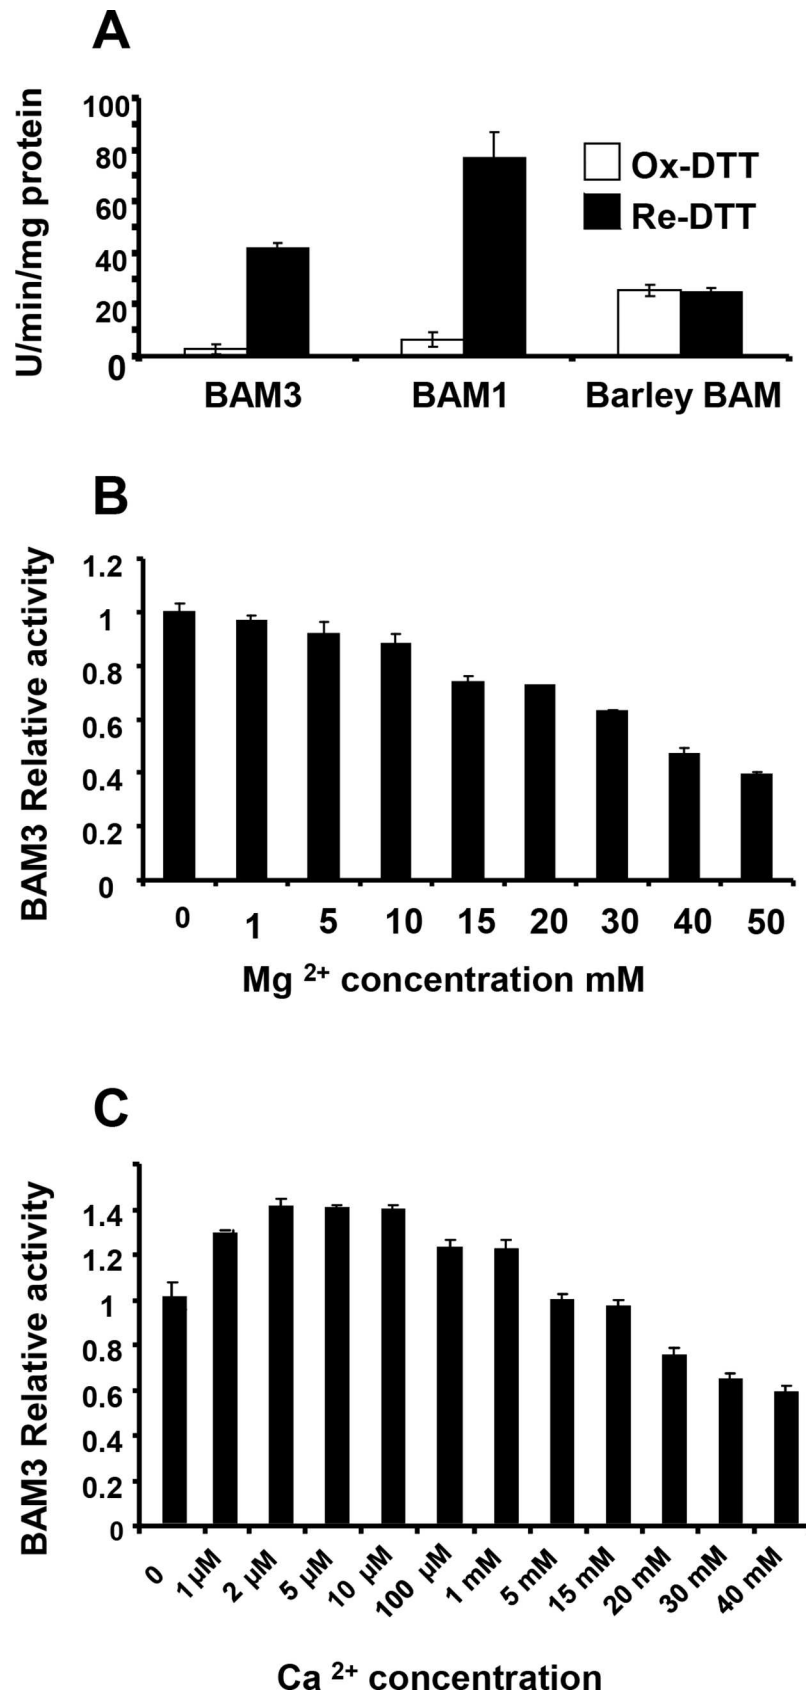 A
U/min/mg protein
100
80
60
40
20
0
Ox-DTT
Re-DTT
BAM3 BAM1 Barley BAM
B
BAM3 Relative activity
1.2
1
0.8
0.6
0.4
0.2
0
0 1 5 10 15 20 30 40 50
Mg 2+ concentration mM
C
BAM3 Relative activity
1.4
1.2
1
0.8
0.6
0.4
0.2
0
0 1 µM 2 µM 5 µM 10 µM 100 µM 1 mM 5 mM 15 mM 20 mM 30 mM 40 mM
Ca 2+ concentration